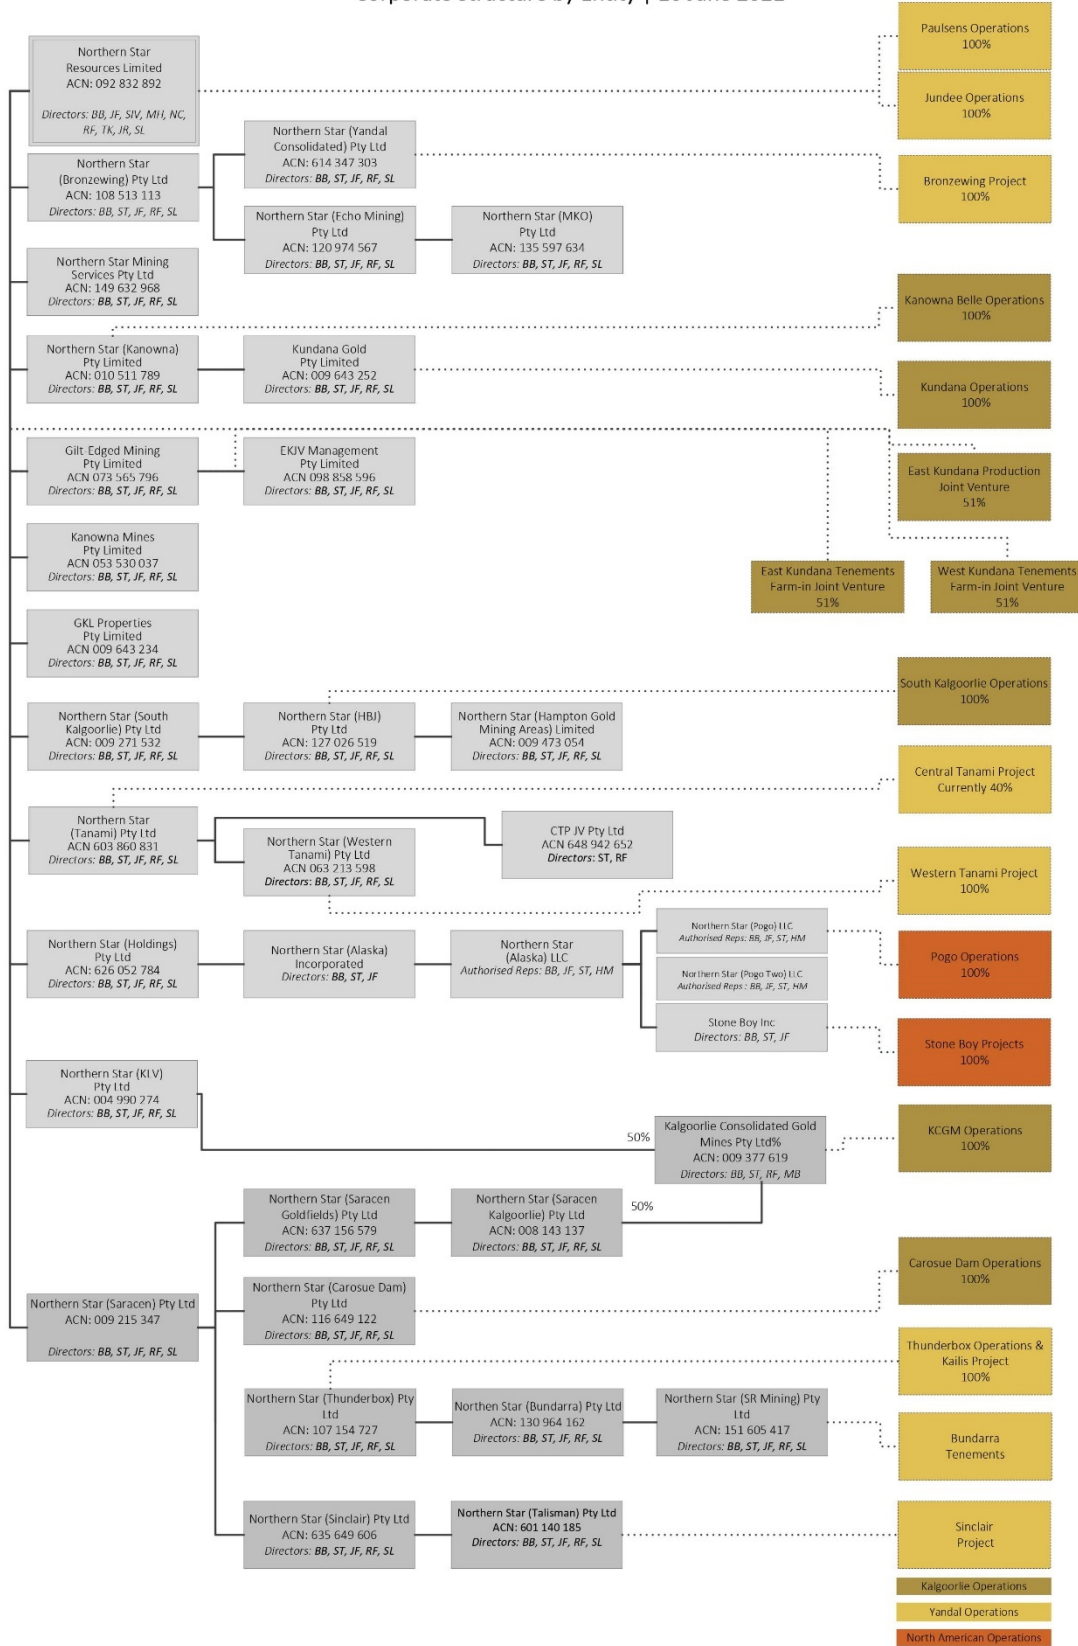 Northern Star
Resources Limited
ACN: 092 832 892
Directors: BB, JF, SIV, MH, NC,
RF, TK, JR, SL
Paulsens Operations
100%
Jundee Operations
100%
Northern Star
(Bronzewing) Pty Ltd
ACN: 108 513 113
Directors: BB, ST, JF, RF, SL
Northern Star (Yandal
Consolidated) Pty Ltd
ACN: 614 347 303
Directors: BB, ST, JF, RF, SL
Bronzewing Project
100%
Northern Star (Echo Mining)
Pty Ltd
ACN: 120 974 567
Directors: BB, ST, JF, RF, SL
Northern Star (MKO)
Pty Ltd
ACN: 135 597 634
Directors: BB, ST, JF, RF, SL
Northern Star Mining
Services Pty Ltd
ACN: 149 632 968
Directors: BB, ST, JF, RF, SL
Kanowna Belle Operations
100%
Northern Star (Kanowna)
Pty Limited
ACN: 010 511 789
Directors: BB, ST, JF, RF, SL
Kundana Gold
Pty Limited
ACN: 009 643 252
Directors: BB, ST, JF, RF, SL
Kundana Operations
100%
Gilt-Edged Mining
Pty Limited
ACN 073 565 796
Directors: BB, ST, JF, RF, SL
EKJV Management
Pty Limited
ACN 098 858 596
Directors: BB, ST, JF, RF, SL
East Kundana Production
Joint Venture
51%
Kanowna Mines
Pty Limited
ACN 053 530 037
Directors: BB, ST, JF, RF, SL
East Kundana Tenements
Farm-in Joint Venture
51%
West Kundana Tenements
Farm-in Joint Venture
51%
GKL Properties
Pty Limited
ACN 009 643 234
Directors: BB, ST, JF, RF, SL
South Kalgoorlie Operations
100%
Northern Star (South
Kalgoorlie) Pty Ltd
ACN: 009 271 532
Directors: BB, ST, JF, RF, SL
Northern Star (HBJ)
Pty Ltd
ACN: 127 026 519
Directors: BB, ST, JF, RF, SL
Northern Star (Hampton Gold
Mining Areas) Limited
ACN: 009 473 054
Directors: BB, ST, JF, RF, SL
Central Tanami Project
Currently 40%
Northern Star
(Tanami) Pty Ltd
ACN 603 860 831
Directors: BB, ST, JF, RF, SL
Northern Star (Western
Tanami) Pty Ltd
ACN 063 213 598
Directors: BB, ST, JF, RF, SL
CTP JV Pty Ltd
ACN 648 942 652
Directors: ST, RF
Western Tanami Project
100%
Northern Star (Holdings)
Pty Ltd
ACN: 626 052 784
Directors: BB, ST, JF, RF, SL
Northern Star (Alaska)
Incorporated
Directors: BB, ST, JF
Northern Star
(Alaska) LLC
Authorised Reps: BB, JF, ST, HM
Northern Star (Pogo) LLC
Authorised Reps: BB, JF, ST, HM
Northern Star (Pogo Two) LLC
Authorised Reps : BB, JF, ST, HM
Stone Boy Inc
Directors: BB, ST, JF
Pogo Operations
100%
Stone Boy Projects
100%
Northern Star (KLV)
Pty Ltd
ACN: 004 990 274
Directors: BB, ST, JF, RF, SL
50%
Kalgoorlie Consolidated Gold
Mines Pty Ltd%
ACN: 009 377 619
Directors: BB, ST, RF, MB
KCGM Operations
100%
Northern Star (Saracen
Goldfields) Pty Ltd
ACN: 637 156 579
Directors: BB, ST, JF, RF, SL
Northern Star (Saracen
Kalgoorlie) Pty Ltd
ACN: 008 143 137
Directors: BB, ST, JF, RF, SL
50%
Carosue Dam Operations
100%
Northern Star (Saracen) Pty Ltd
ACN: 009 215 347
Directors: BB, ST, JF, RF, SL
Northern Star (Carosue Dam)
Pty Ltd
ACN: 116 649 122
Directors: BB, ST, JF, RF, SL
Thunderbox Operations &
Kailis Project
100%
Northern Star (Thunderbox) Pty
Ltd
ACN: 107 154 727
Directors: BB, ST, JF, RF, SL
Northen Star (Bundarra) Pty Ltd
ACN: 130 964 162
Directors: BB, ST, JF, RF, SL
Northern Star (SR Mining) Pty
Ltd
ACN: 151 605 417
Directors: BB, ST, JF, RF, SL
Bundarra
Tenements
Northern Star (Sinclair) Pty Ltd
ACN: 635 649 606
Directors: BB, ST, JF, RF, SL
Northern Star (Talisman) Pty Ltd
ACN: 601 140 185
Directors: BB, ST, JF, RF, SL
Sinclair
Project
Kalgoorlie Operations
Yandal Operations
North American Operations